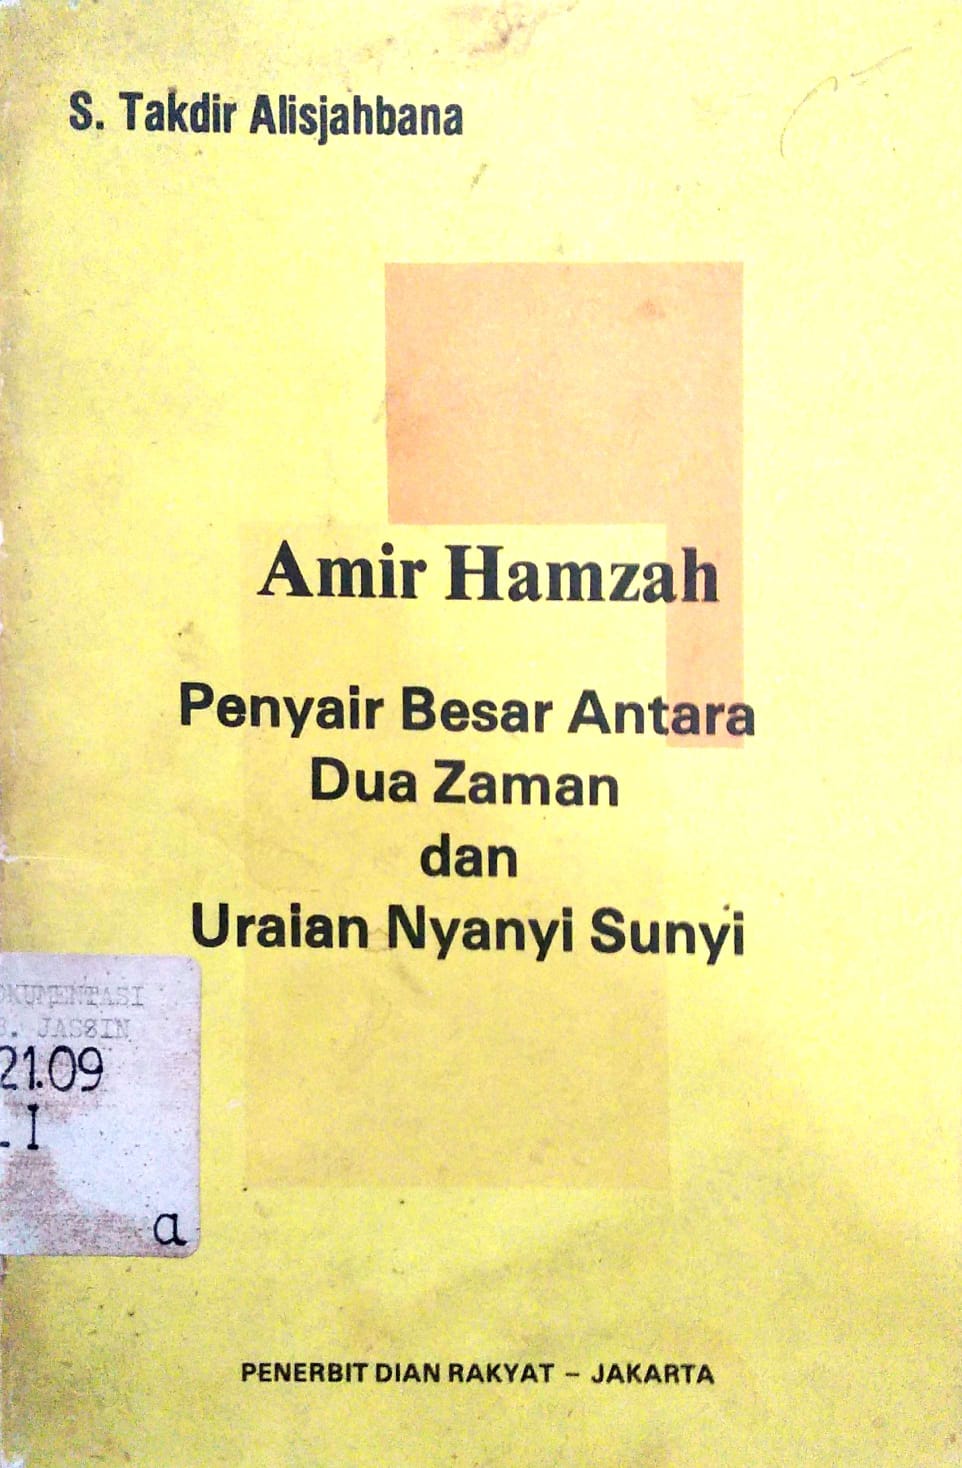 S. Takdir Alisjahbana
Amir Hamzah
Penyair Besar Antara
Dua Zaman
dan
Uraian Nyanyi Sunyi
OKUMENTASI
B. JASSIN
21.09
I
a
PENERBIT DIAN RAKYAT – JAKARTA